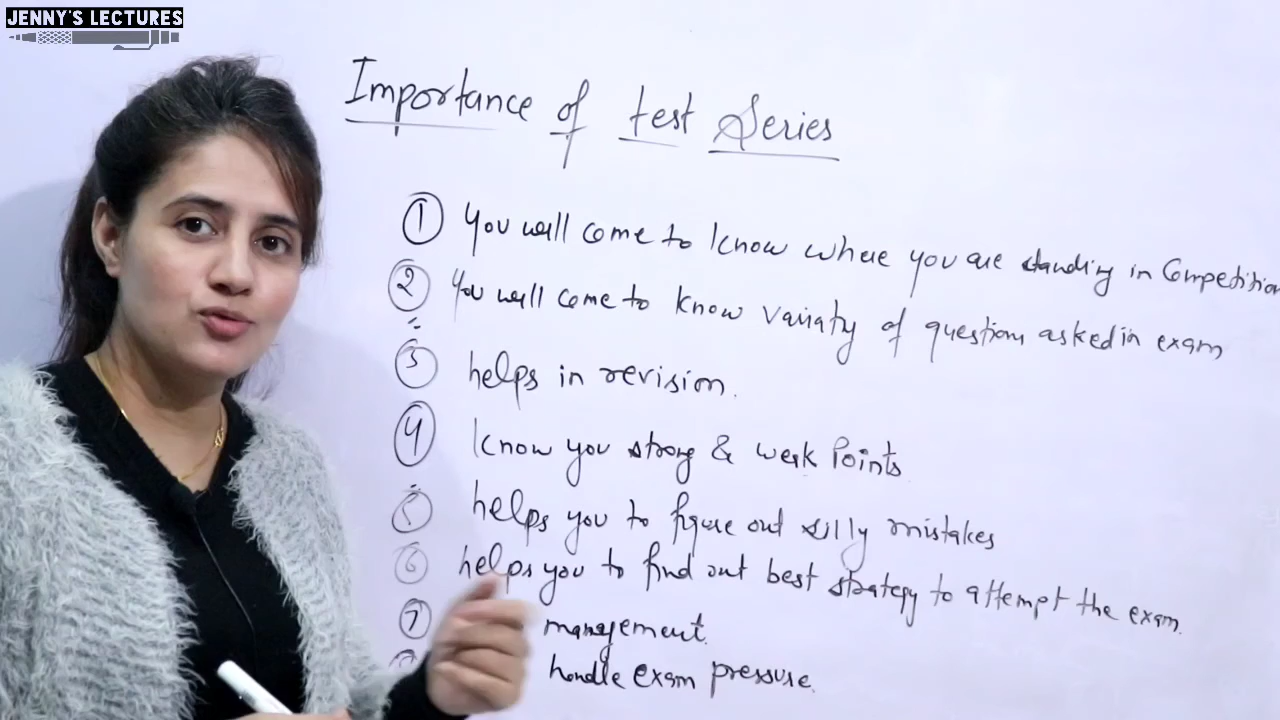 JENNY'S LECTURES
Importance of test Series
① You will come to know where you are standing in Competition
② You will come to know variaty of questions asked in exam
③ helps in revision.
④ Know you strong & weak Points
⑤ helps you to figure out silly mistakes
⑥ helps you to find out best strategy to attempt the exam.
⑦ management.
handle exam pressure.